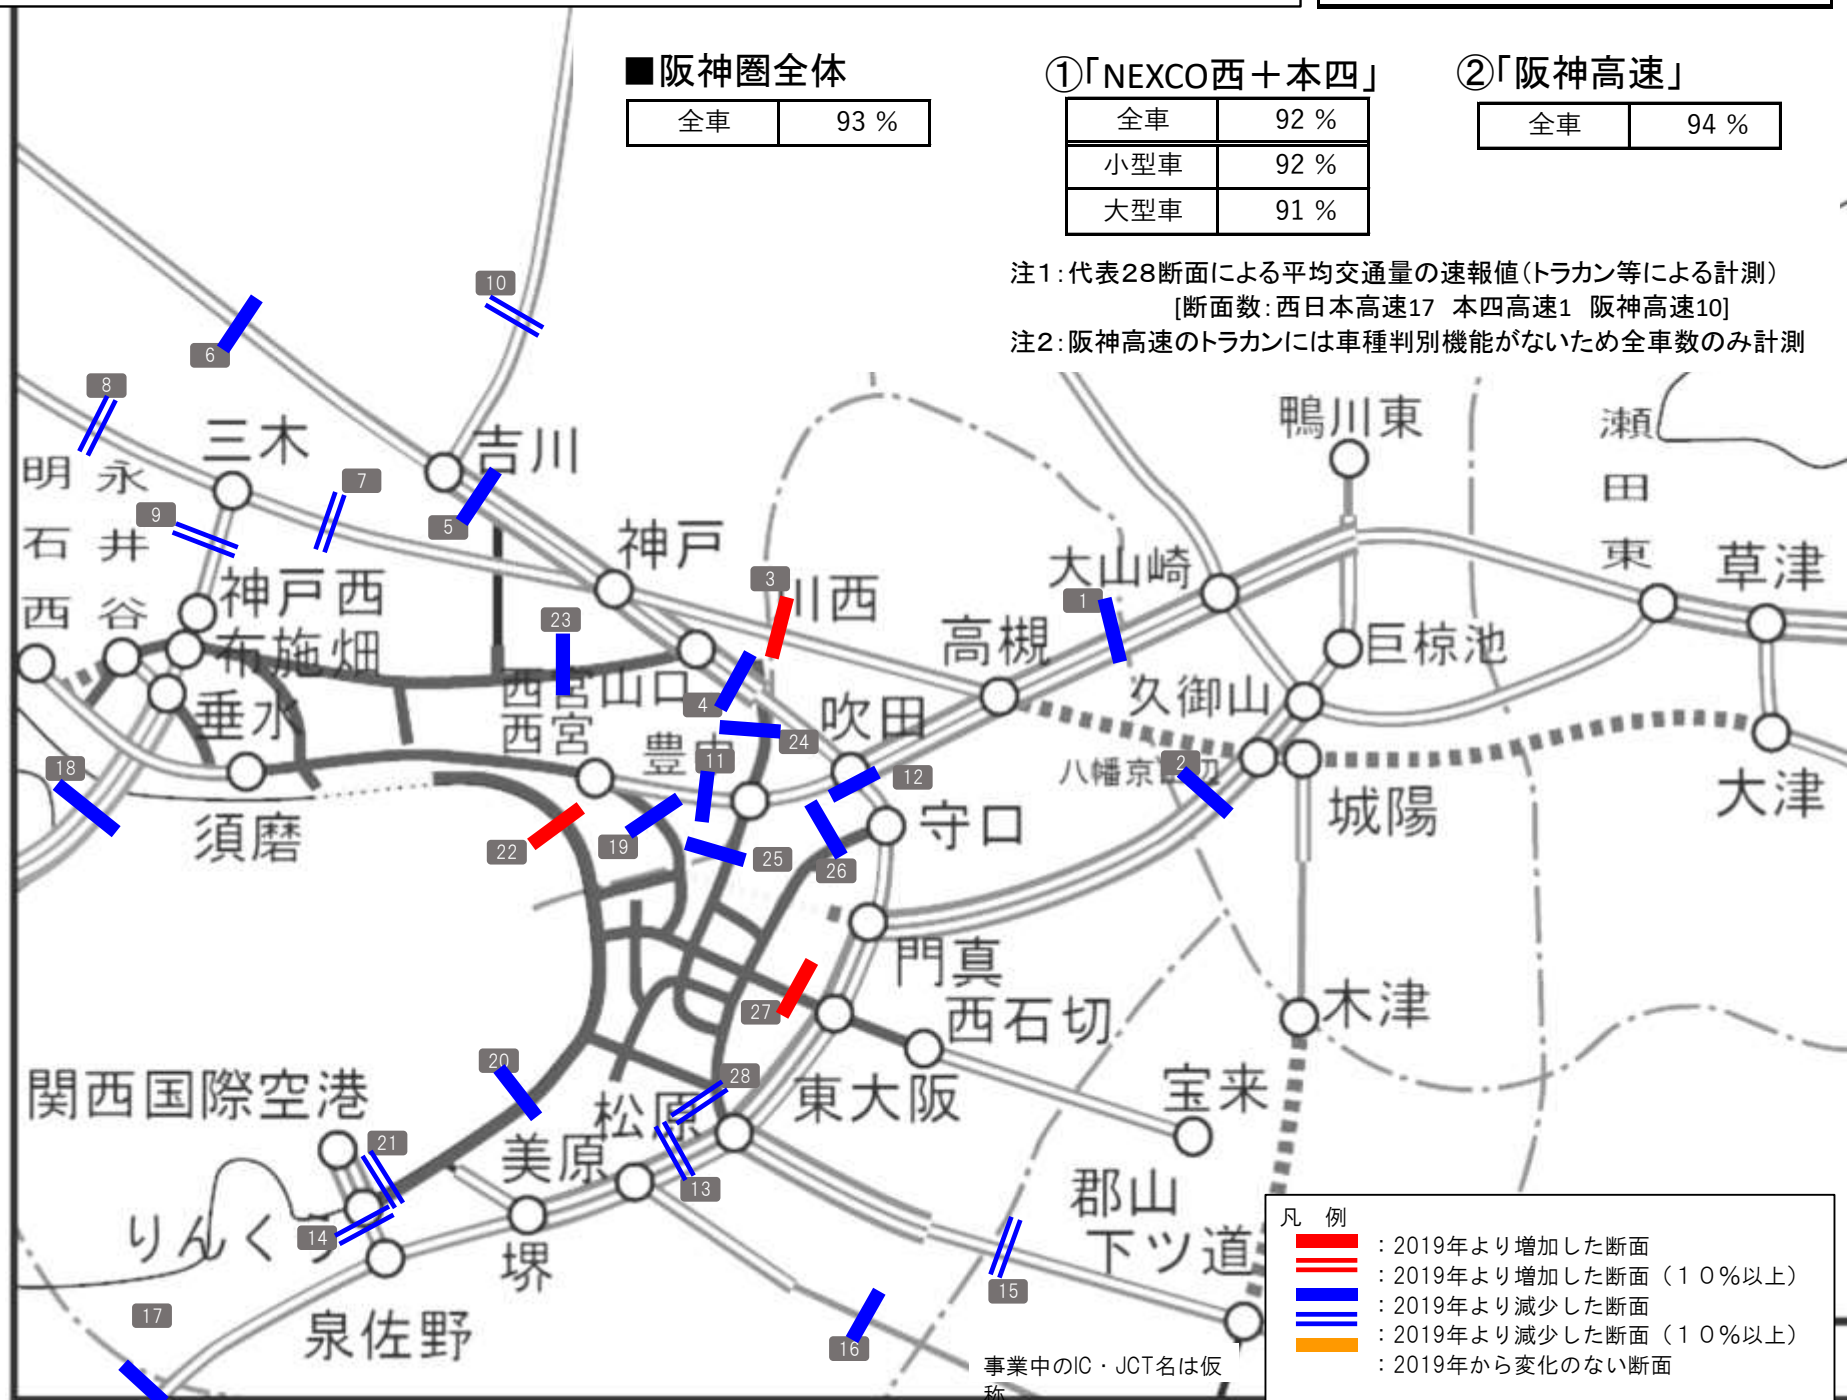 ■阪神圏全体
全車 93 %
①「NEXCO西＋本四」
全車 92 %
小型車 92 %
大型車 91 %
②「阪神高速」
全車 94 %
注１：代表２８断面による平均交通量の速報値（トラカン等による計測）
[断面数：西日本高速17 本四高速1 阪神高速10]
注２：阪神高速のトラカンには車種判別機能がないため全車数のみ計測
10
6
8
三木
吉川
鴨川東
瀬田東
明石西
永井谷
7
9
5
神戸
大山崎
草津
神戸西
3
川西
1
布施畑
23
高槻
巨椋池
西宮山口
4
久御山
垂水
西宮
吹田
24
豊中
11
2
18
12
大津
須磨
守口
城陽
22
19
25
26
門真
27
西石切
木津
20
28
関西国際空港
松原
東大阪
宝来
21
美原
13
郡山
下ツ道
14
りんくう
堺
15
17
泉佐野
16
事業中のIC・JCT名は仮
称
凡 例
：2019年より増加した断面
：2019年より増加した断面（１０％以上）
：2019年より減少した断面
：2019年より減少した断面（１０％以上）
：2019年から変化のない断面